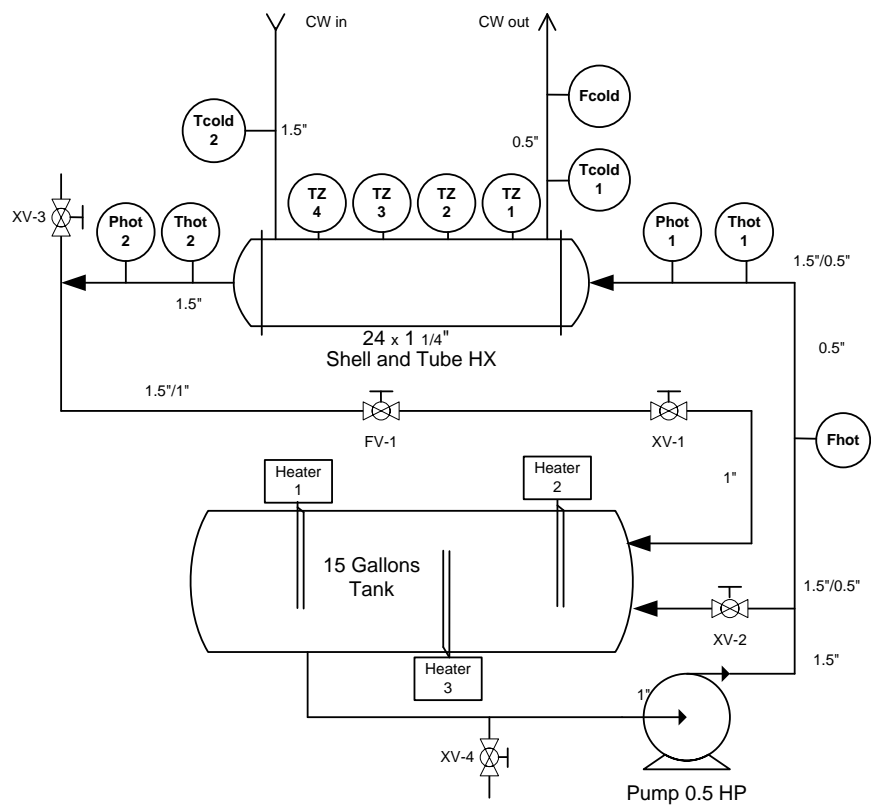 CW in
CW out
Fcold
Tcold
2
1.5"
0.5"
Tcold
1
TZ
4
TZ
3
TZ
2
TZ
1
XV-3
Phot
2
Thot
2
Phot
1
Thot
1
1.5"/0.5"
1.5"
24 x 1 1/4"
Shell and Tube HX
0.5"
1.5"/1"
FV-1
XV-1
Fhot
Heater
1
Heater
2
1"
15 Gallons
Tank
1.5"/0.5"
XV-2
Heater
3
1.5"
1"
XV-4
Pump 0.5 HP